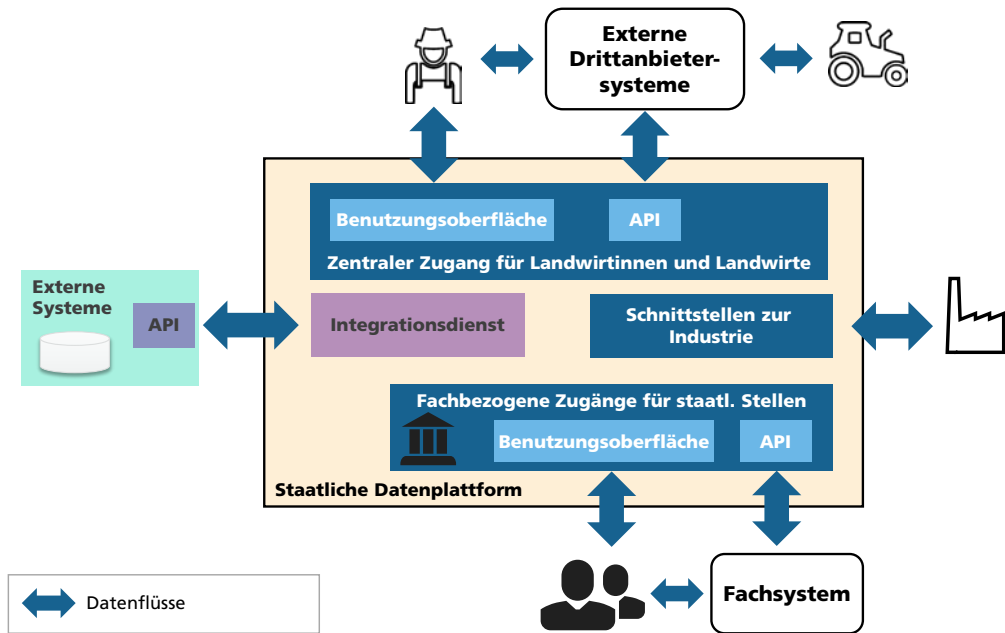 Externe
Drittanbieter-
systeme
Benutzungsoberfläche
API
Zentraler Zugang für Landwirtinnen und Landwirte
Externe
Systeme
API
Integrationsdienst
Schnittstellen zur
Industrie
Fachbezogene Zugänge für staatl. Stellen
Benutzungsoberfläche
API
Staatliche Datenplattform
Fachsystem
Datenflüsse